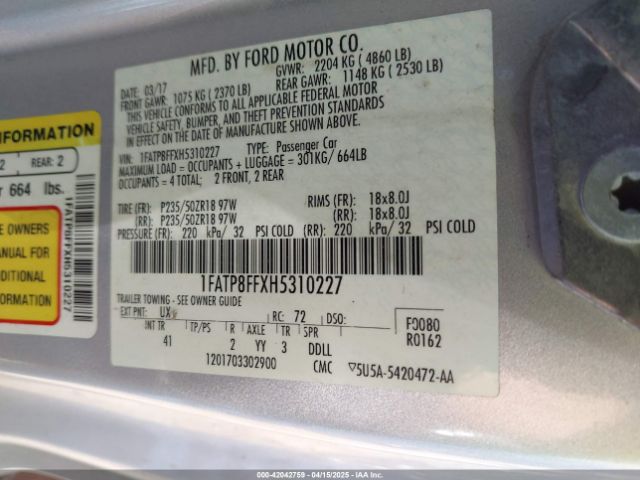 MFD. BY FORD MOTOR CO.
DATE: 03/17 GVWR: 2204 KG ( 4860 LB)
FRONT GAWR: 1075 KG ( 2370 LB) REAR GAWR: 1148 KG ( 2530 LB)
THIS VEHICLE CONFORMS TO ALL APPLICABLE FEDERAL MOTOR
VEHICLE SAFETY, BUMPER, AND THEFT PREVENTION STANDARDS
IN EFFECT ON THE DATE OF MANUFACTURE SHOWN ABOVE.
VIN: 1FATP8FFXH5310227 TYPE: Passenger Car
MAXIMUM LOAD = OCCUPANTS + LUGGAGE = 301KG/ 664LB
OCCUPANTS = 4 TOTAL: 2 FRONT, 2 REAR
TIRE (FR): P235/50ZR18 97W RIMS (FR): 18x8.0J
(RR): P235/50ZR18 97W (RR): 18x8.0J
PRESSURE (FR): 220 kPa/ 32 PSI COLD (RR): 220 kPa/ 32 PSI COLD
1FATP8FFXH5310227
TRAILER TOWING - SEE OWNER GUIDE
EXT PNT: UX RC: 72 DSO: F0080
INT TR TP/PS R AXLE TR SPR R0162
41 2 YY 3 DDLL
1201703302900 CMC ▽5U5A-5420472-AA
INFORMATION
2 REAR: 2
664 lbs.
E OWNERS
ANUAL FOR
DDITIONAL
FORMATION
1FATP8FFXH5310227
000-42042759 - 04/15/2025 - IAAI.COM